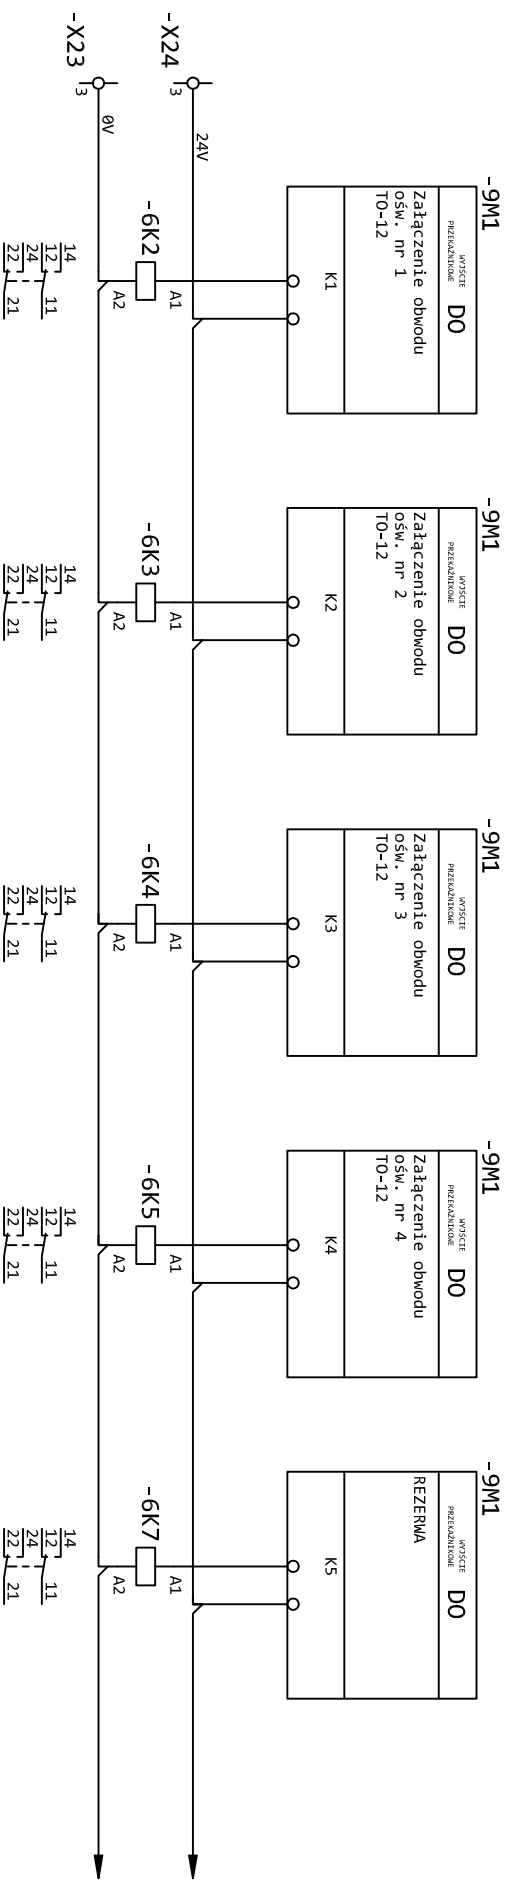 -X24
3
24V
-X23
3
0V
-9M1
WYJŚCIE
PRZEKAŹNIKOWE
DO
Załączenie obwodu
ośw. nr 1
TO-12
K1
-6K2
A1
A2
14
12
11
24
22
21
-9M1
WYJŚCIE
PRZEKAŹNIKOWE
DO
Załączenie obwodu
ośw. nr 2
TO-12
K2
-6K3
A1
A2
14
12
11
24
22
21
-9M1
WYJŚCIE
PRZEKAŹNIKOWE
DO
Załączenie obwodu
ośw. nr 3
TO-12
K3
-6K4
A1
A2
14
12
11
24
22
21
-9M1
WYJŚCIE
PRZEKAŹNIKOWE
DO
Załączenie obwodu
ośw. nr 4
TO-12
K4
-6K5
A1
A2
14
12
11
24
22
21
-9M1
WYJŚCIE
PRZEKAŹNIKOWE
DO
REZERWA
K5
-6K7
A1
A2
14
12
11
24
22
21